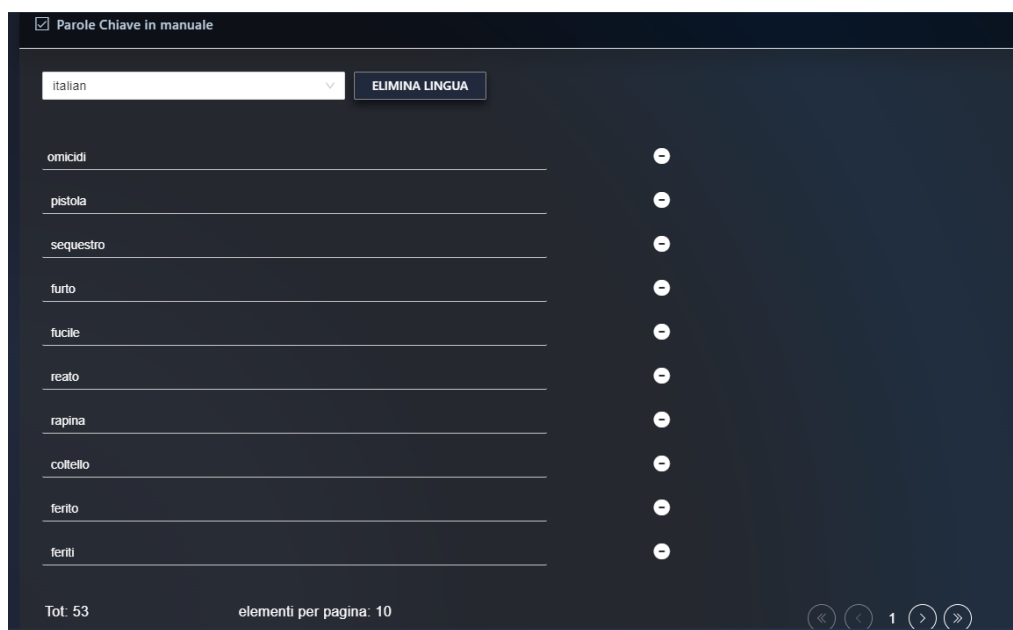 Parole Chiave in manuale
italian ELIMINA LINGUA
omicidi
pistola
sequestro
furto
fucile
reato
rapina
coltello
ferito
feriti
Tot: 53 elementi per pagina: 10 1